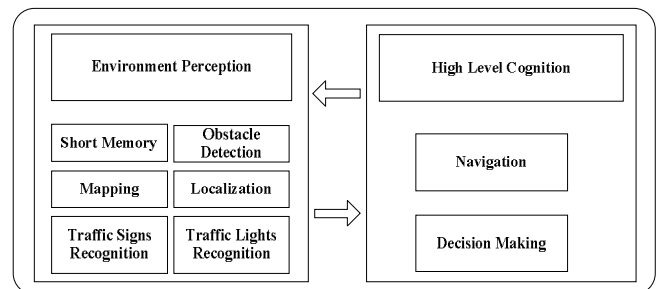 Environment Perception
Short Memory
Obstacle
Detection
Mapping
Localization
Traffic Signs
Recognition
Traffic Lights
Recognition
High Level Cognition
Navigation
Decision Making